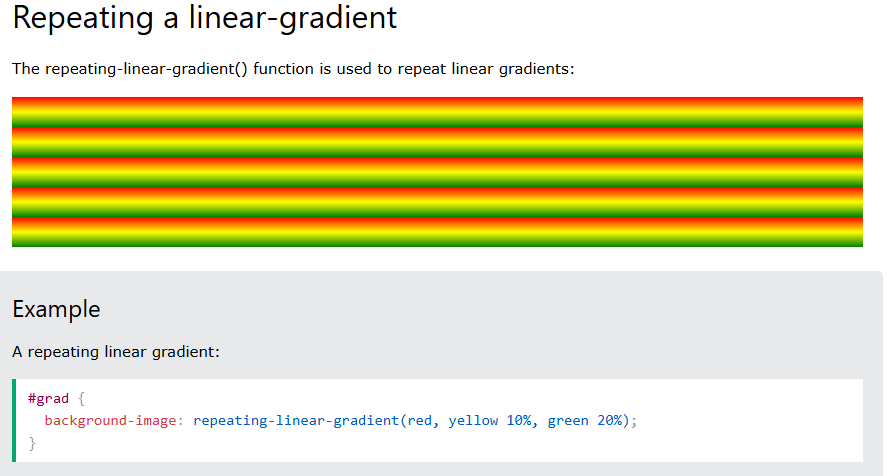 Repeating a linear-gradient
The repeating-linear-gradient() function is used to repeat linear gradients:
Example
A repeating linear gradient:
#grad {
  background-image: repeating-linear-gradient(red, yellow 10%, green 20%);
}